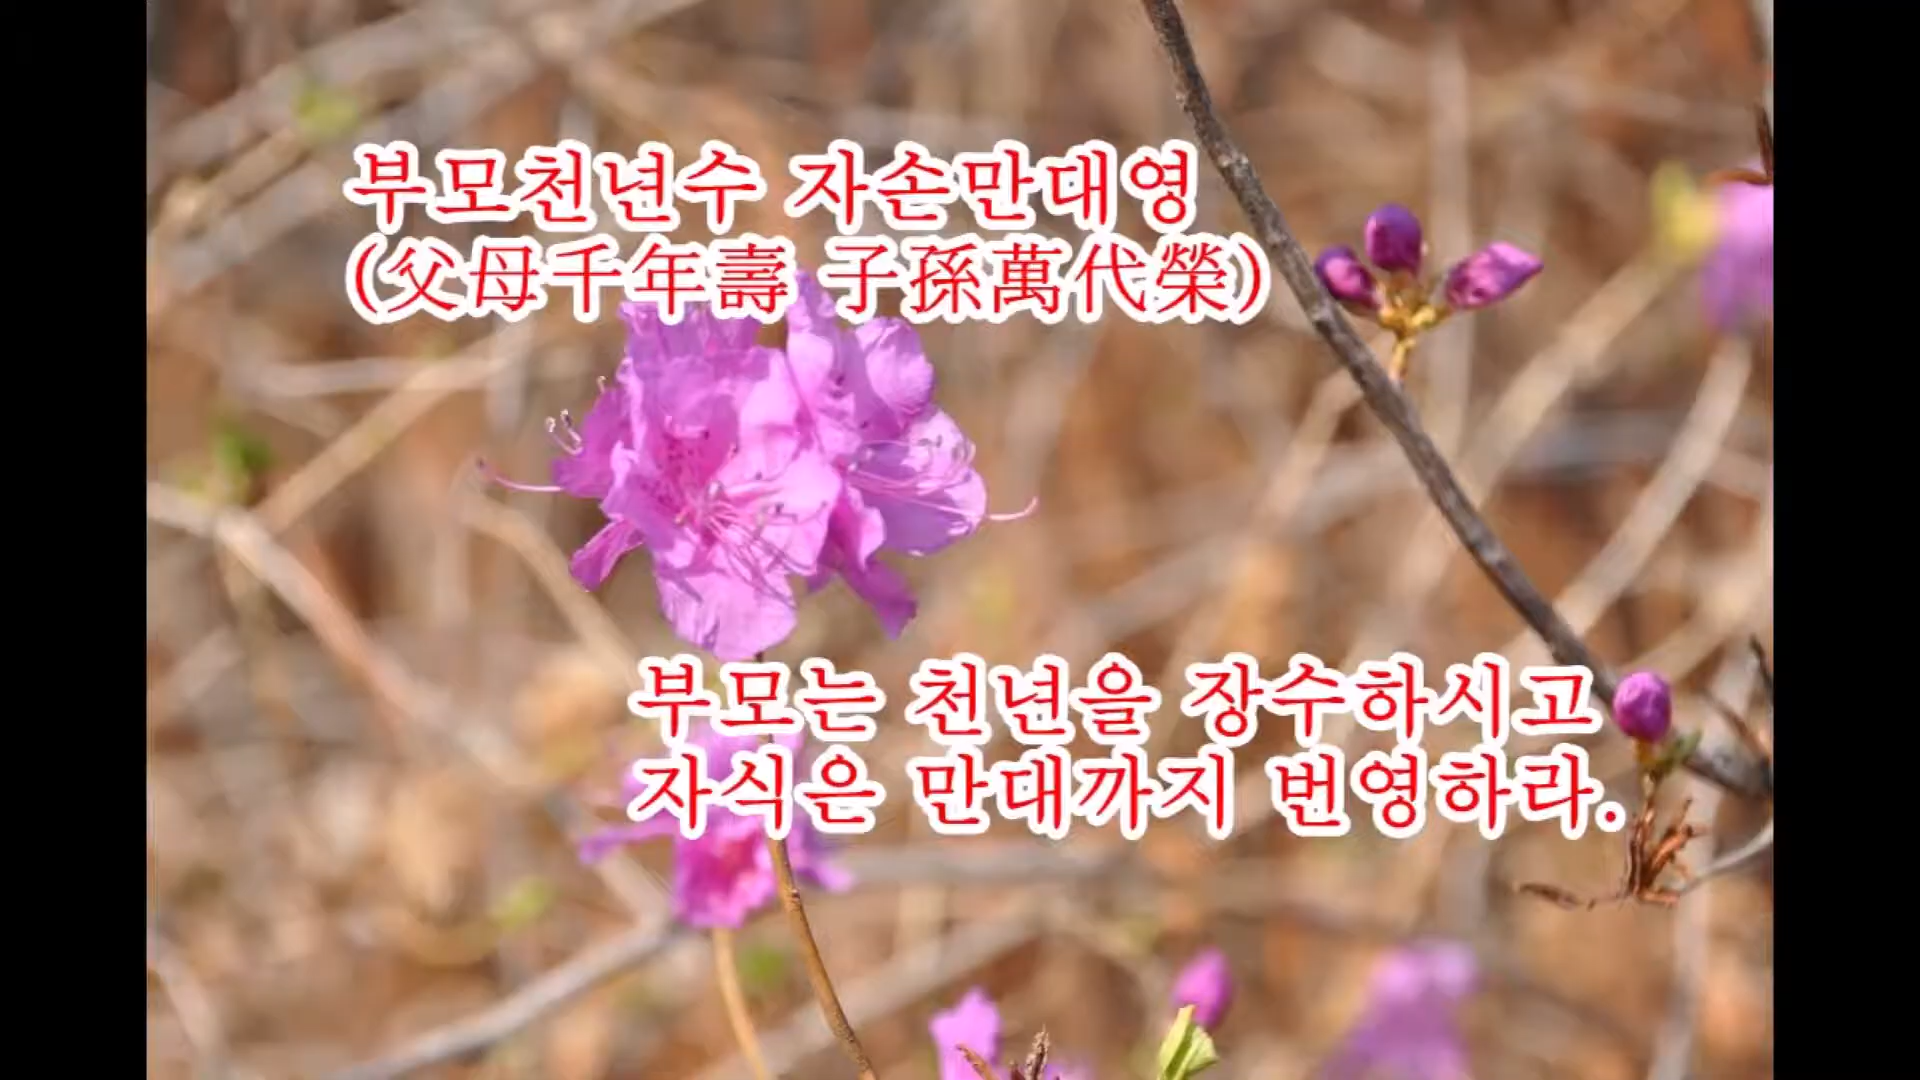 부모천년수 자손만대영
(父母千年壽 子孫萬代榮)
부모는 천년을 장수하시고
자식은 만대까지 번영하라.